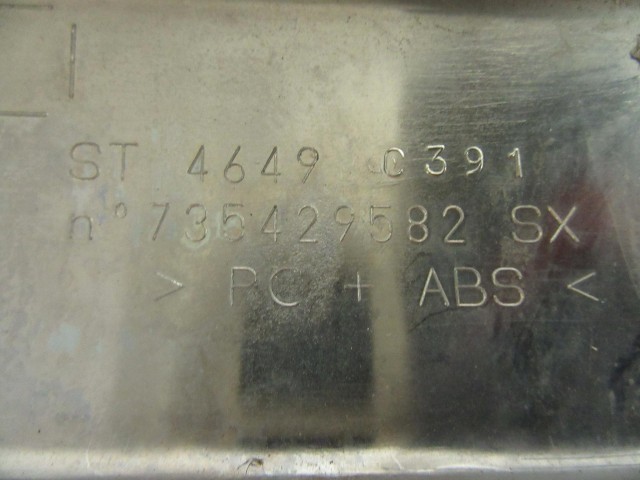 ST 4649 C391
n°735429582 SX
> PC + ABS <